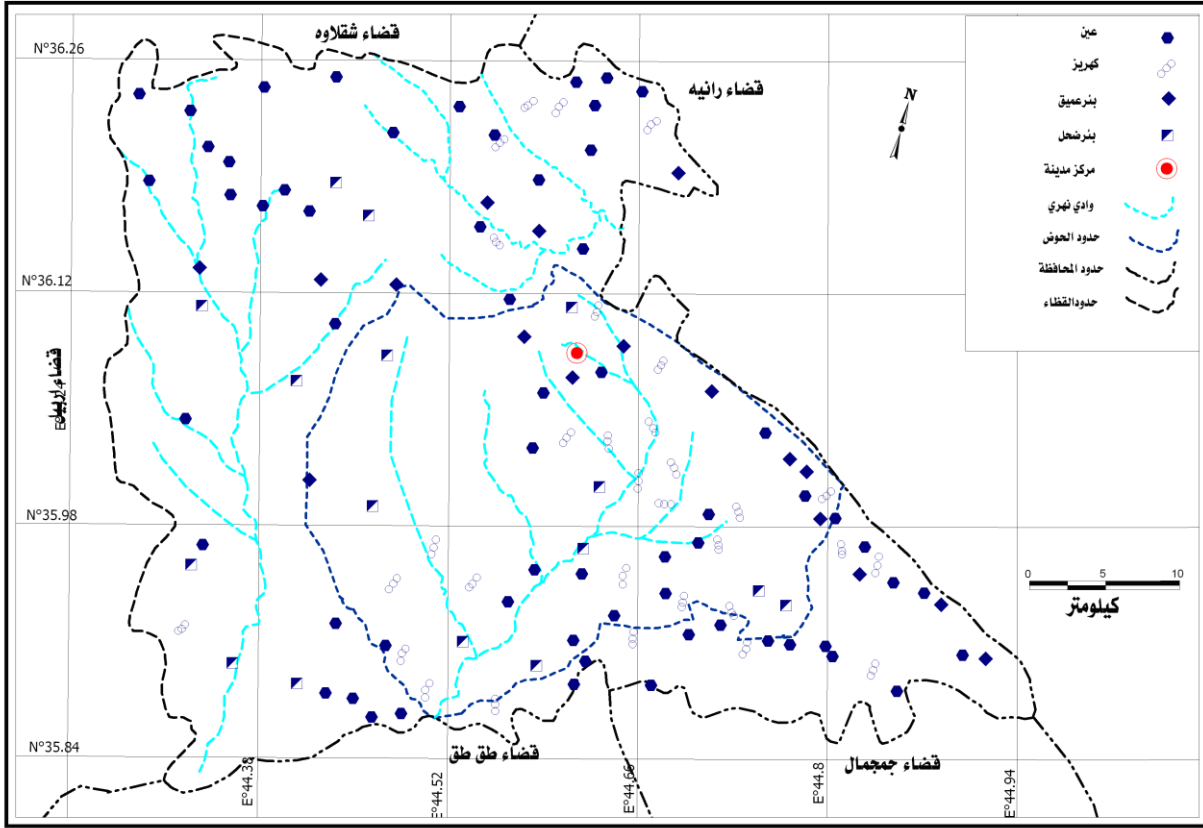 قضاء شقلاوه
N°36.26
قضاء رانيه
عين
كهريز
بئرعميق
بئرضحل
مركز مدينة
وادي نهري
حدود الحوض
حدود المحافظة
حدودالقضاء
N
N°36.12
قضاء اربيل
N°35.98
0 5 10
كيلومتر
N°35.84
قضاء طق طق
قضاء جمجمال
E°44.38
E°44.52
E°44.66
E°44.8
E°44.94